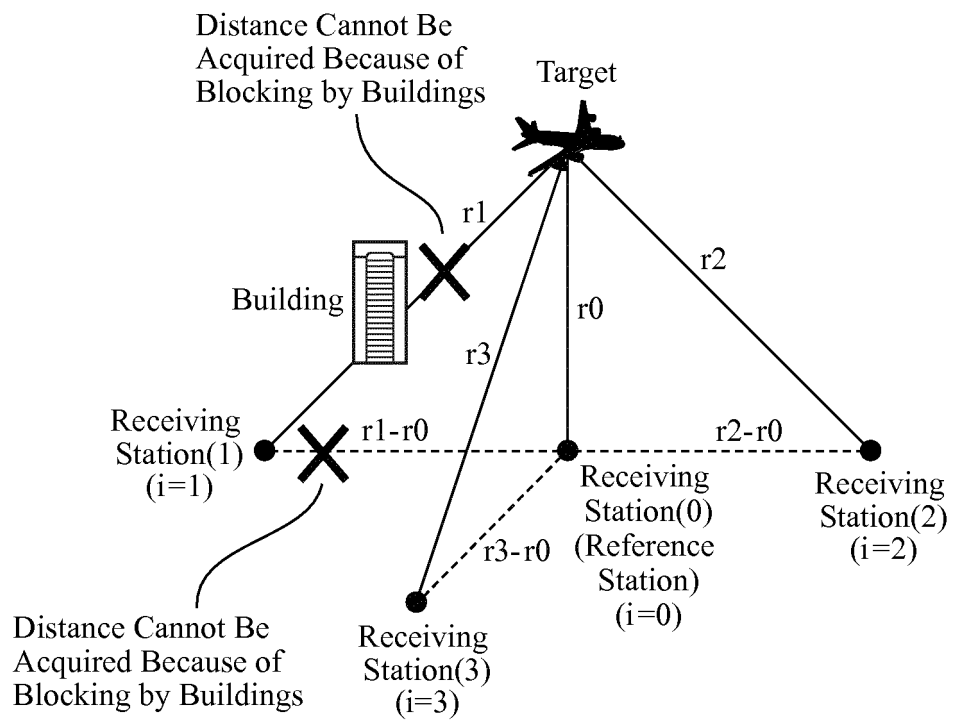 Distance Cannot Be
Acquired Because of
Blocking by Buildings
Target
r1
r2
Building
r0
r3
Receiving
Station(1)
(i=1)
r1-r0
r2-r0
Receiving
Station(0)
(Reference
Station)
(i=0)
Receiving
Station(2)
(i=2)
r3-r0
Distance Cannot Be
Acquired Because of
Blocking by Buildings
Receiving
Station(3)
(i=3)